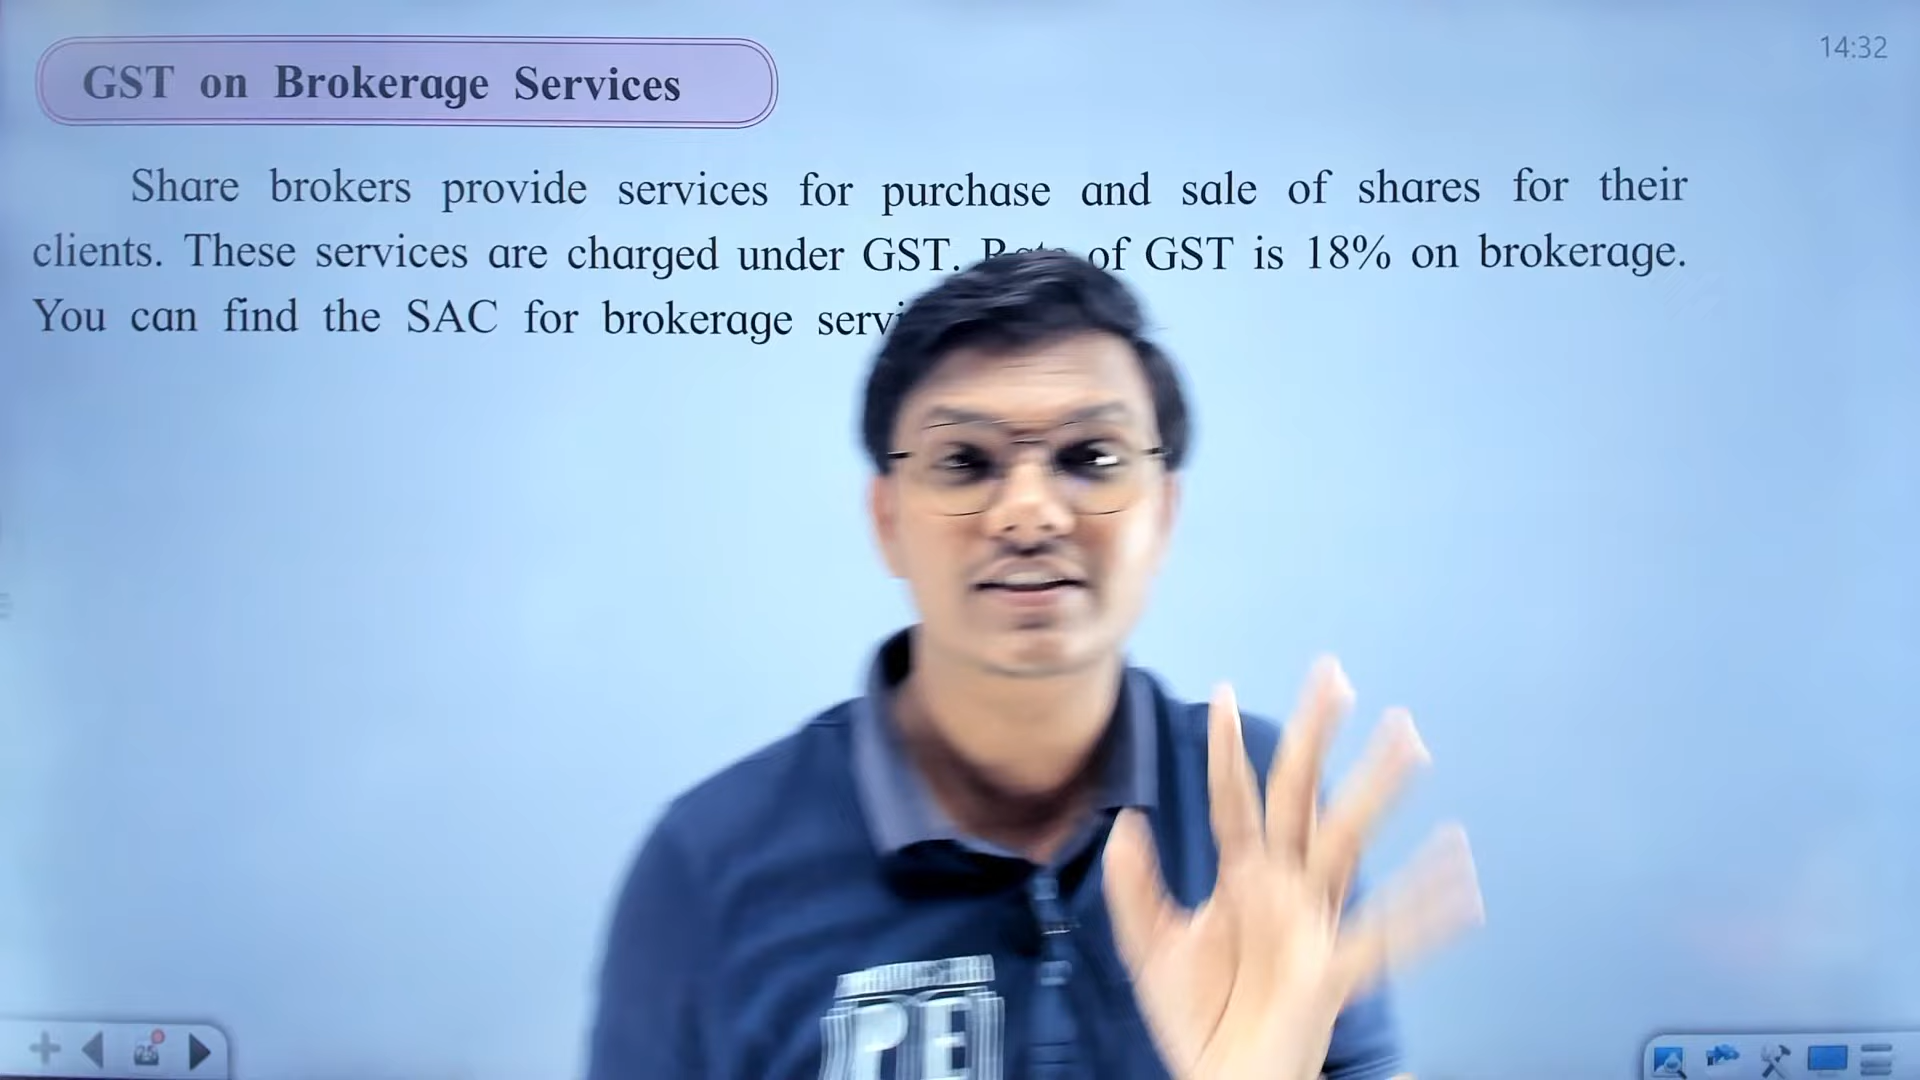 GST on Brokerage Services
14:32
Share brokers provide services for purchase and sale of shares for their
clients. These services are charged under GST. of GST is 18% on brokerage.
You can find the SAC for brokerage
PE